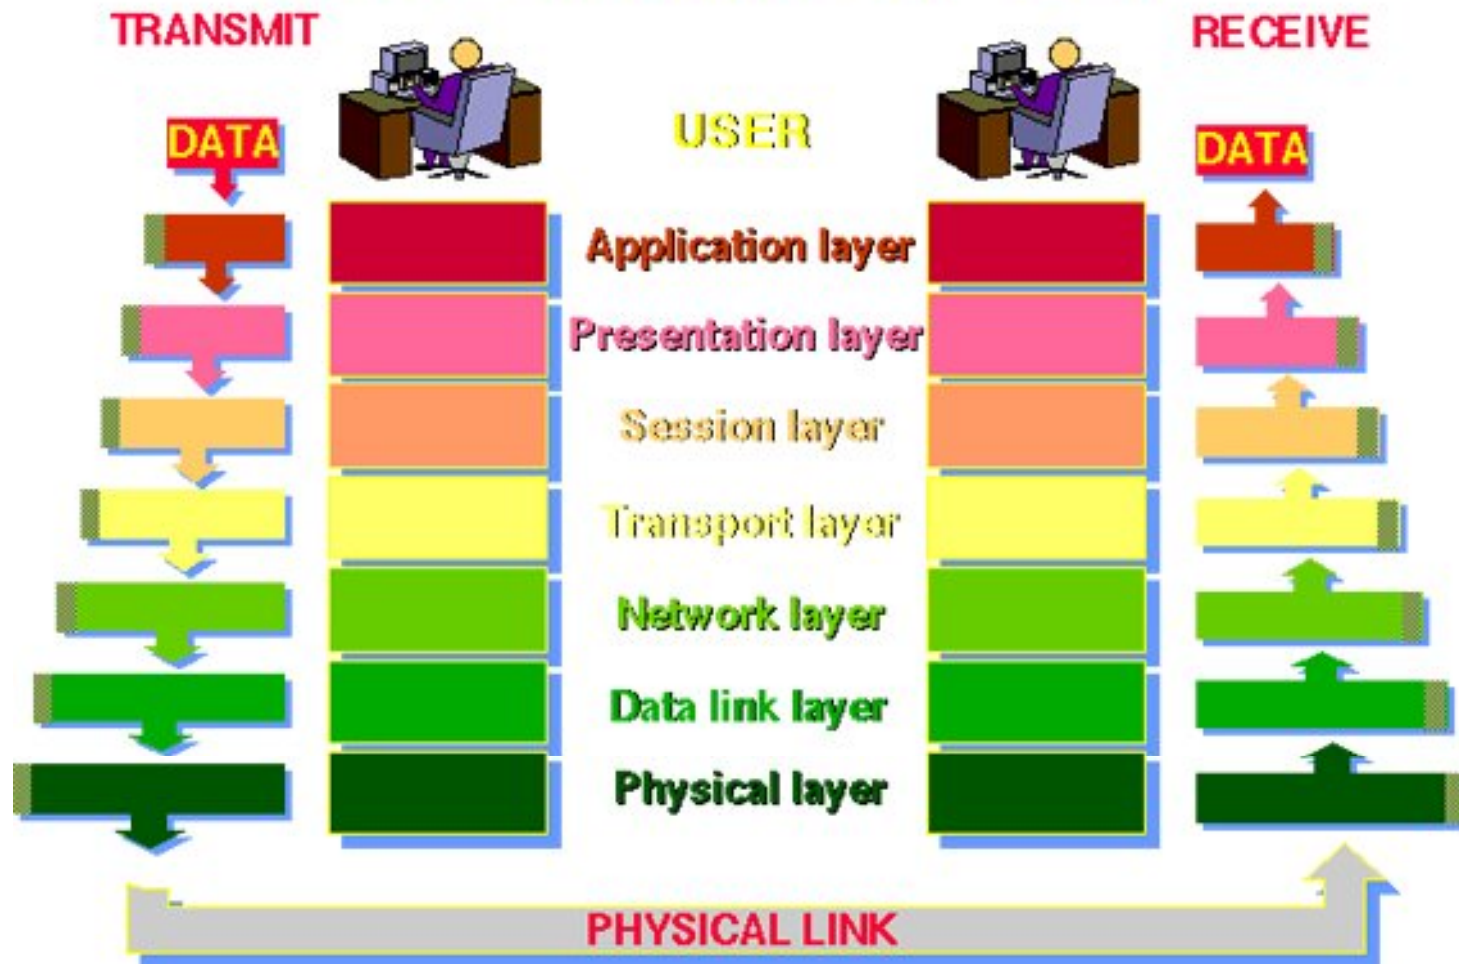 TRANSMIT
RECEIVE
USER
DATA
DATA
Application layer
Presentation layer
Session layer
Transport layer
Network layer
Data link layer
Physical layer
PHYSICAL LINK